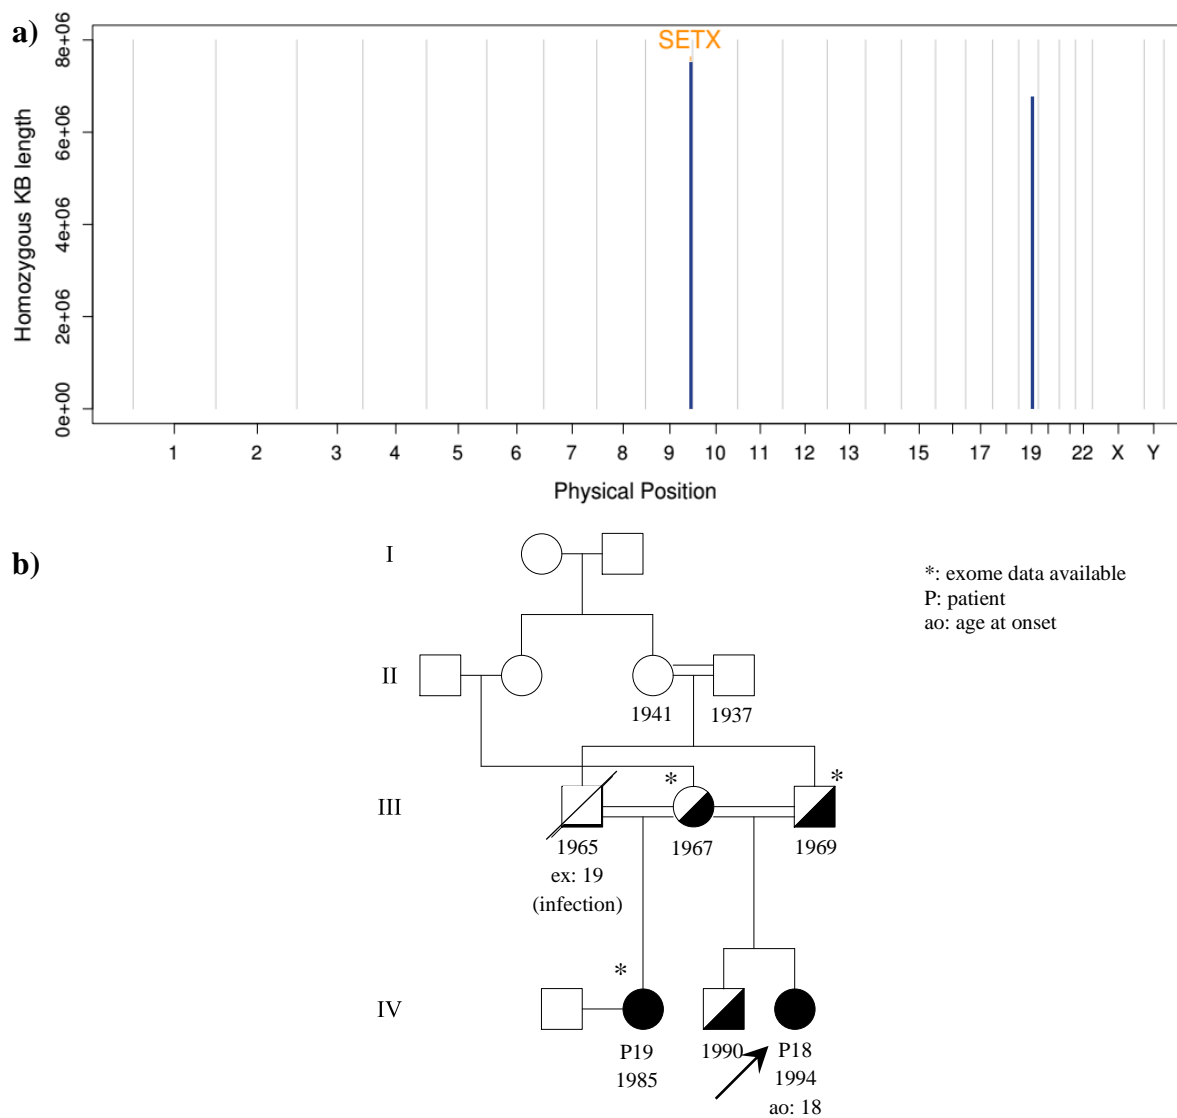 a)
SETX
Homozygous KB length
8e+06
6e+06
4e+06
2e+06
0e+00
1 2 3 4 5 6 7 8 9 10 11 12 13 15 17 19 22 X Y
Physical Position
b)
I
*: exome data available
P: patient
ao: age at onset
II
1941 1937
* *
III
1965 1967 1969
ex: 19
(infection)
*
IV
P19 1990 P18
1985 1994
ao: 18